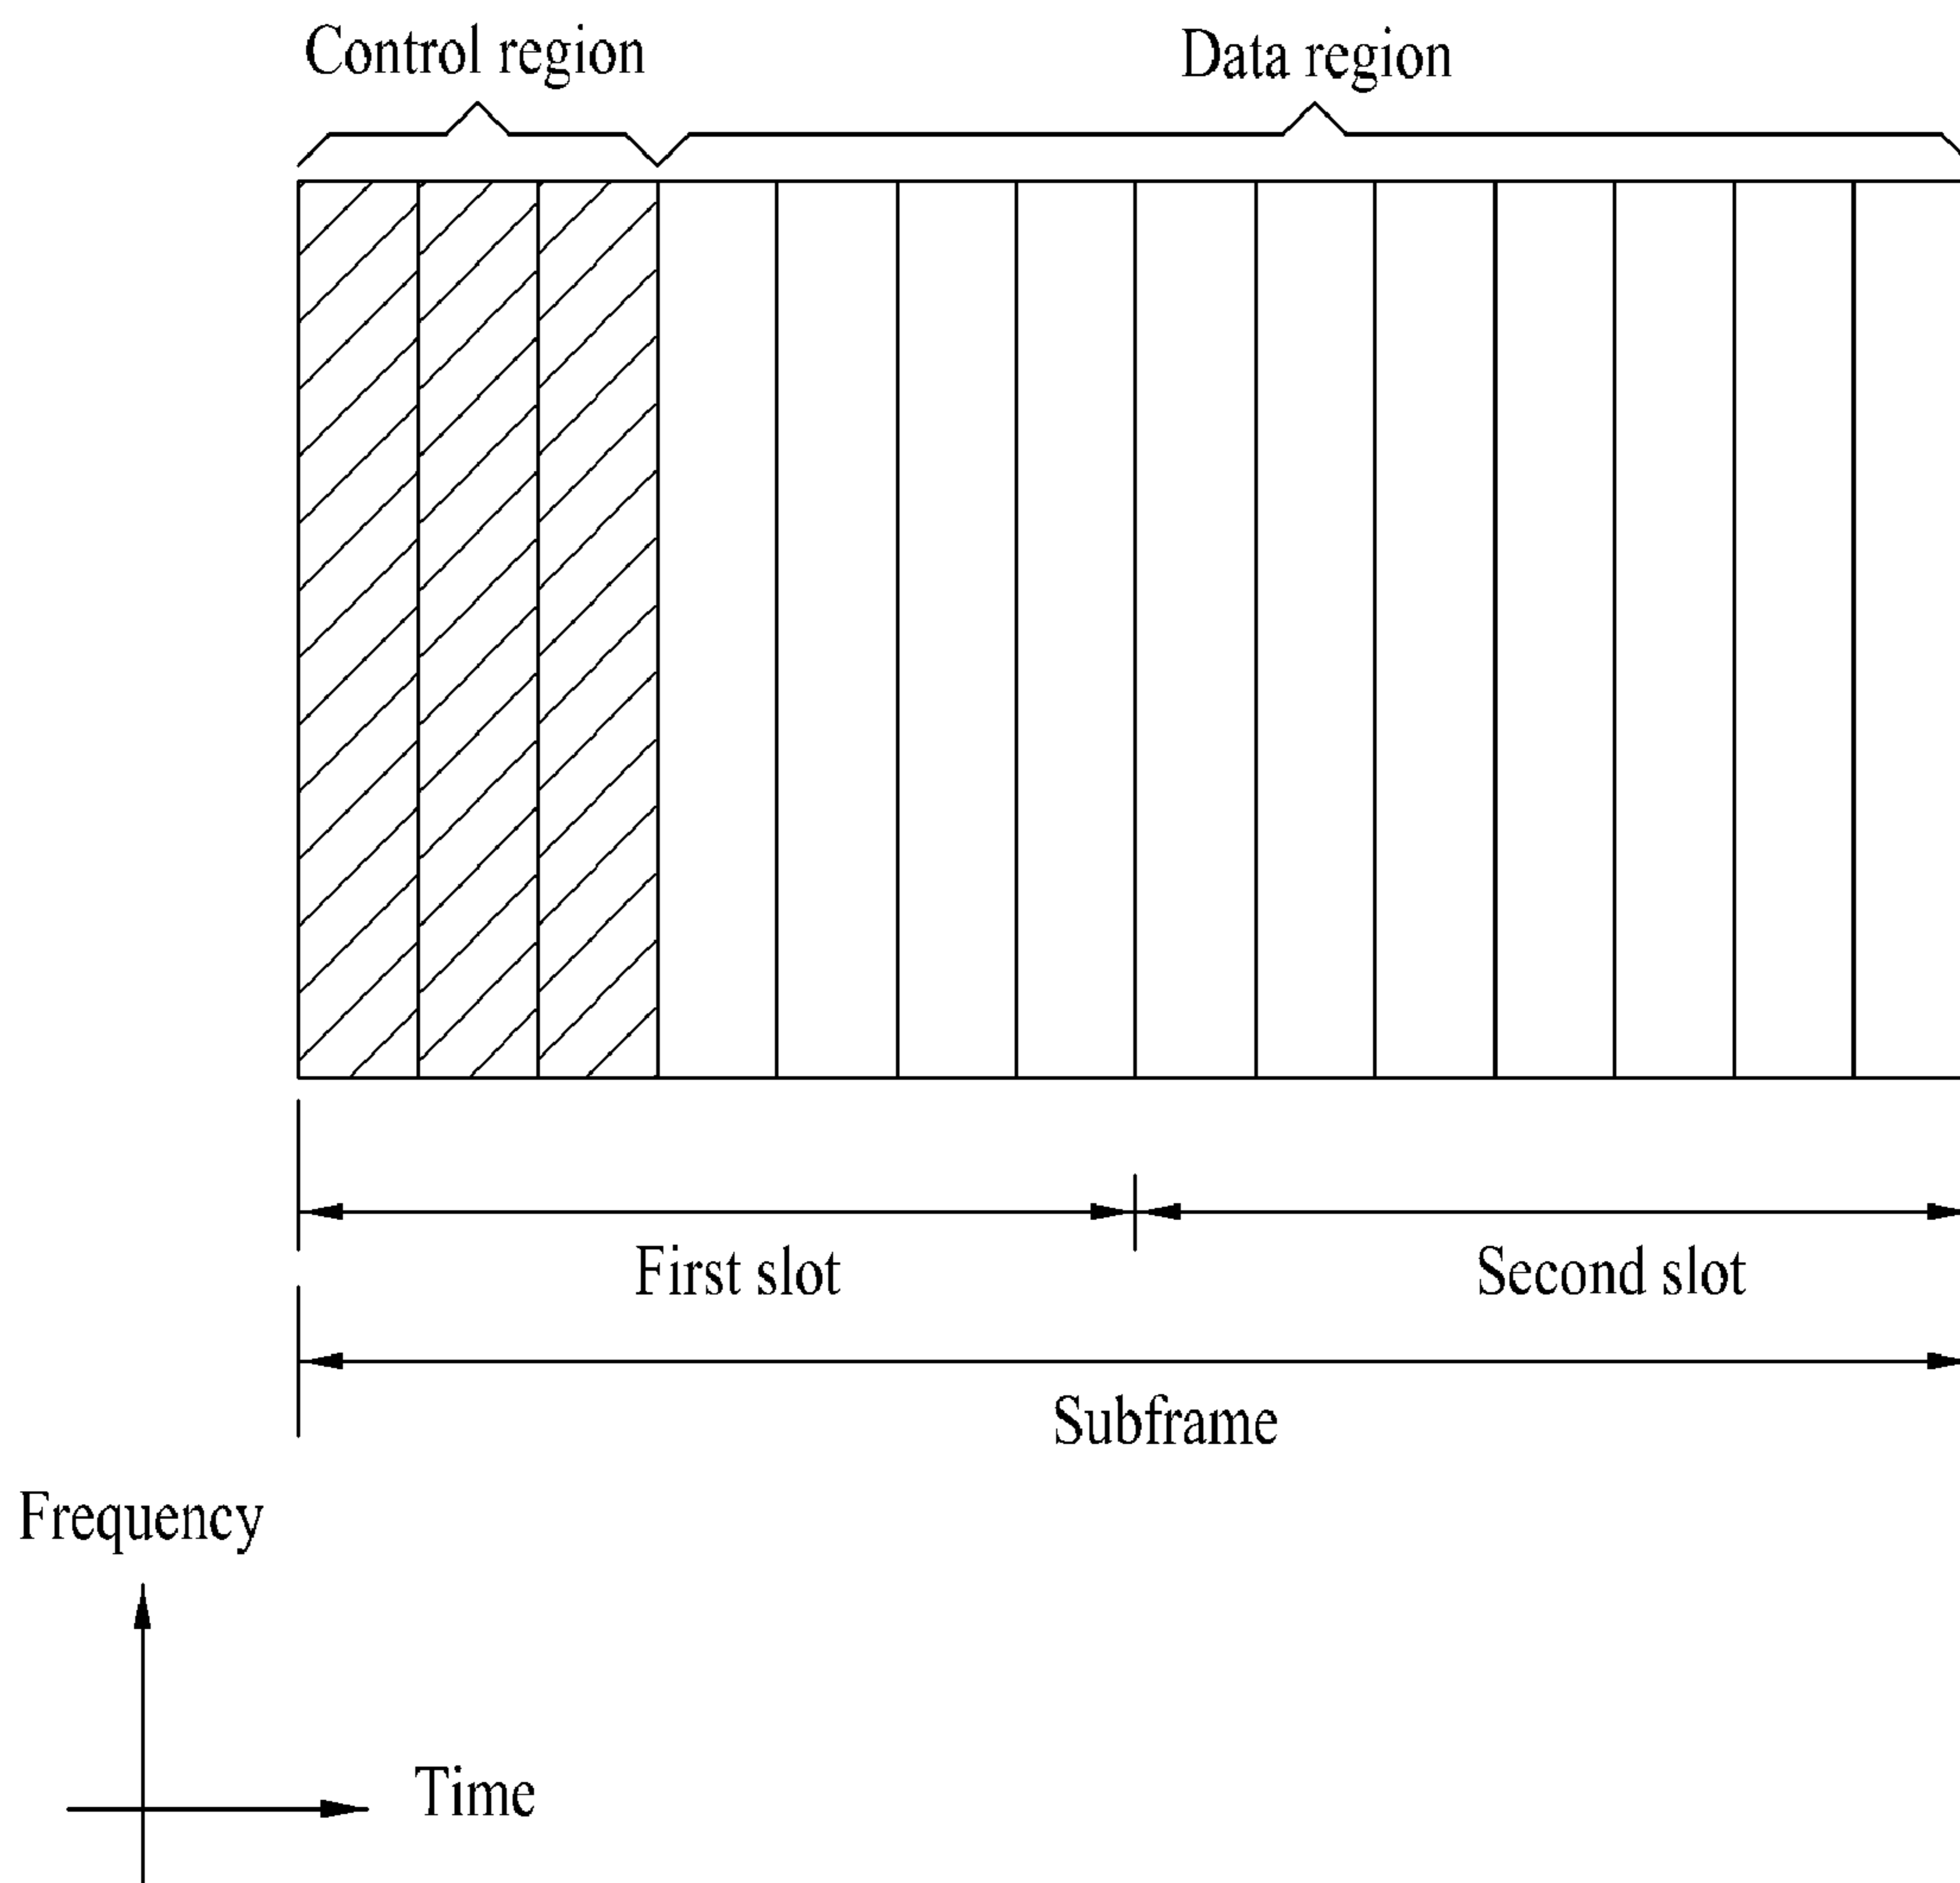 Control region
Data region
First slot
Second slot
Subframe
Frequency
Time